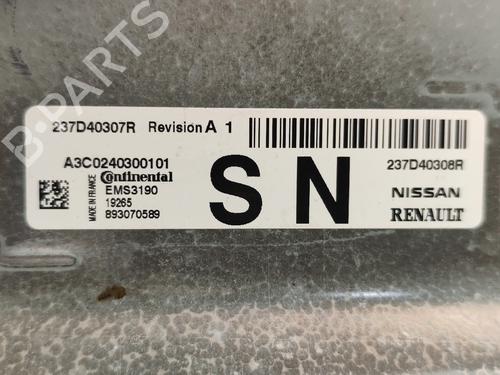 B-PARTS
237D40307R Revision A 1
A3C0240300101
Continental
EMS3190
19265
893070589
MADE IN FRANCE
S N
237D40308R
NISSAN
RENAULT